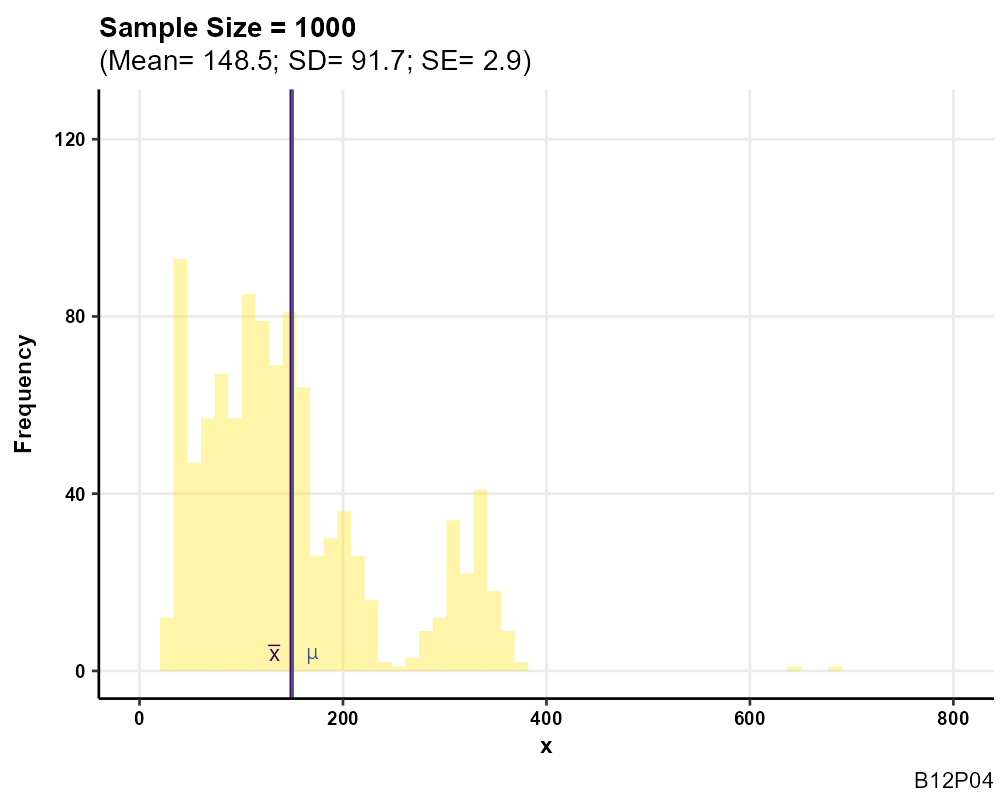 Sample Size = 1000
(Mean= 148.5; SD= 91.7; SE= 2.9)
120
80
40
0
Frequency
x̅ μ
0 200 400 600 800
x
B12P04